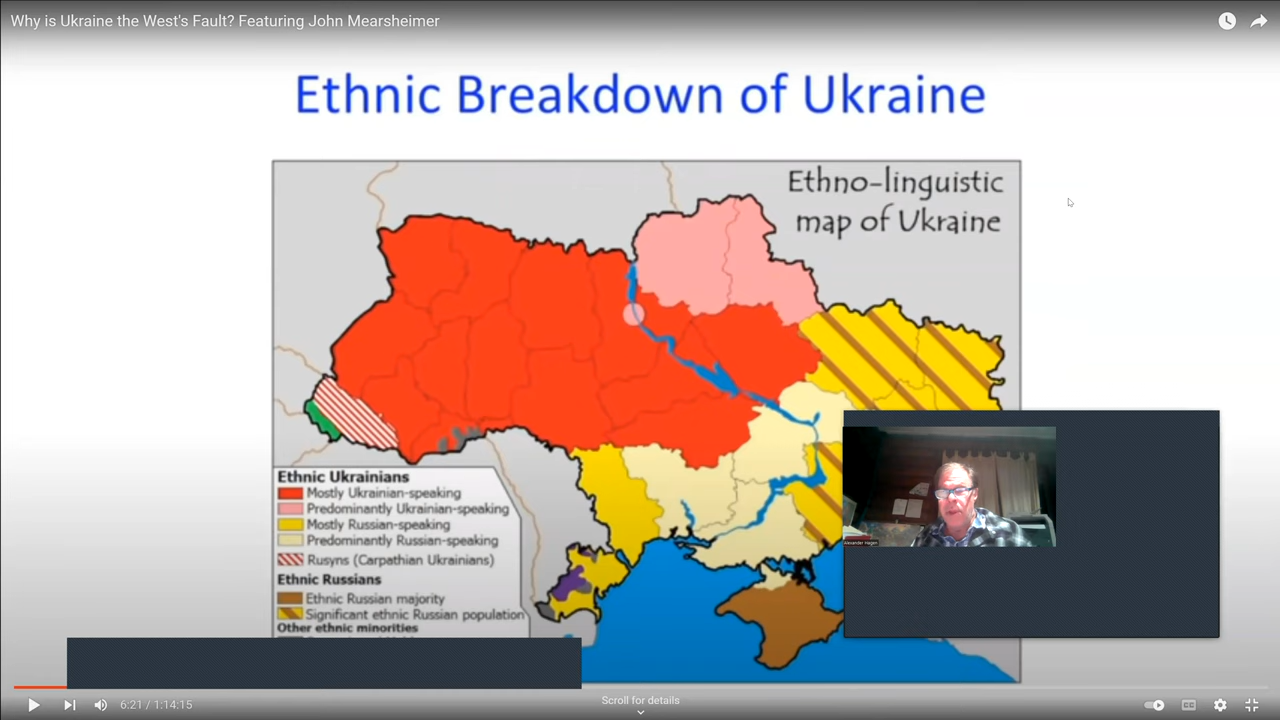 Why is Ukraine the West's Fault? Featuring John Mearsheimer
Ethnic Breakdown of Ukraine
Ethno-linguistic
map of Ukraine
Ethnic Ukrainians
Mostly Ukrainian-speaking
Predominantly Ukrainian-speaking
Mostly Russian-speaking
Predominantly Russian-speaking
Rusyns (Carpathian Ukrainians)
Ethnic Russians
Ethnic Russian majority
Significant ethnic Russian population
Other ethnic minorities
Alexander Hagen
6:21 / 1:14:15
Scroll for details
CC